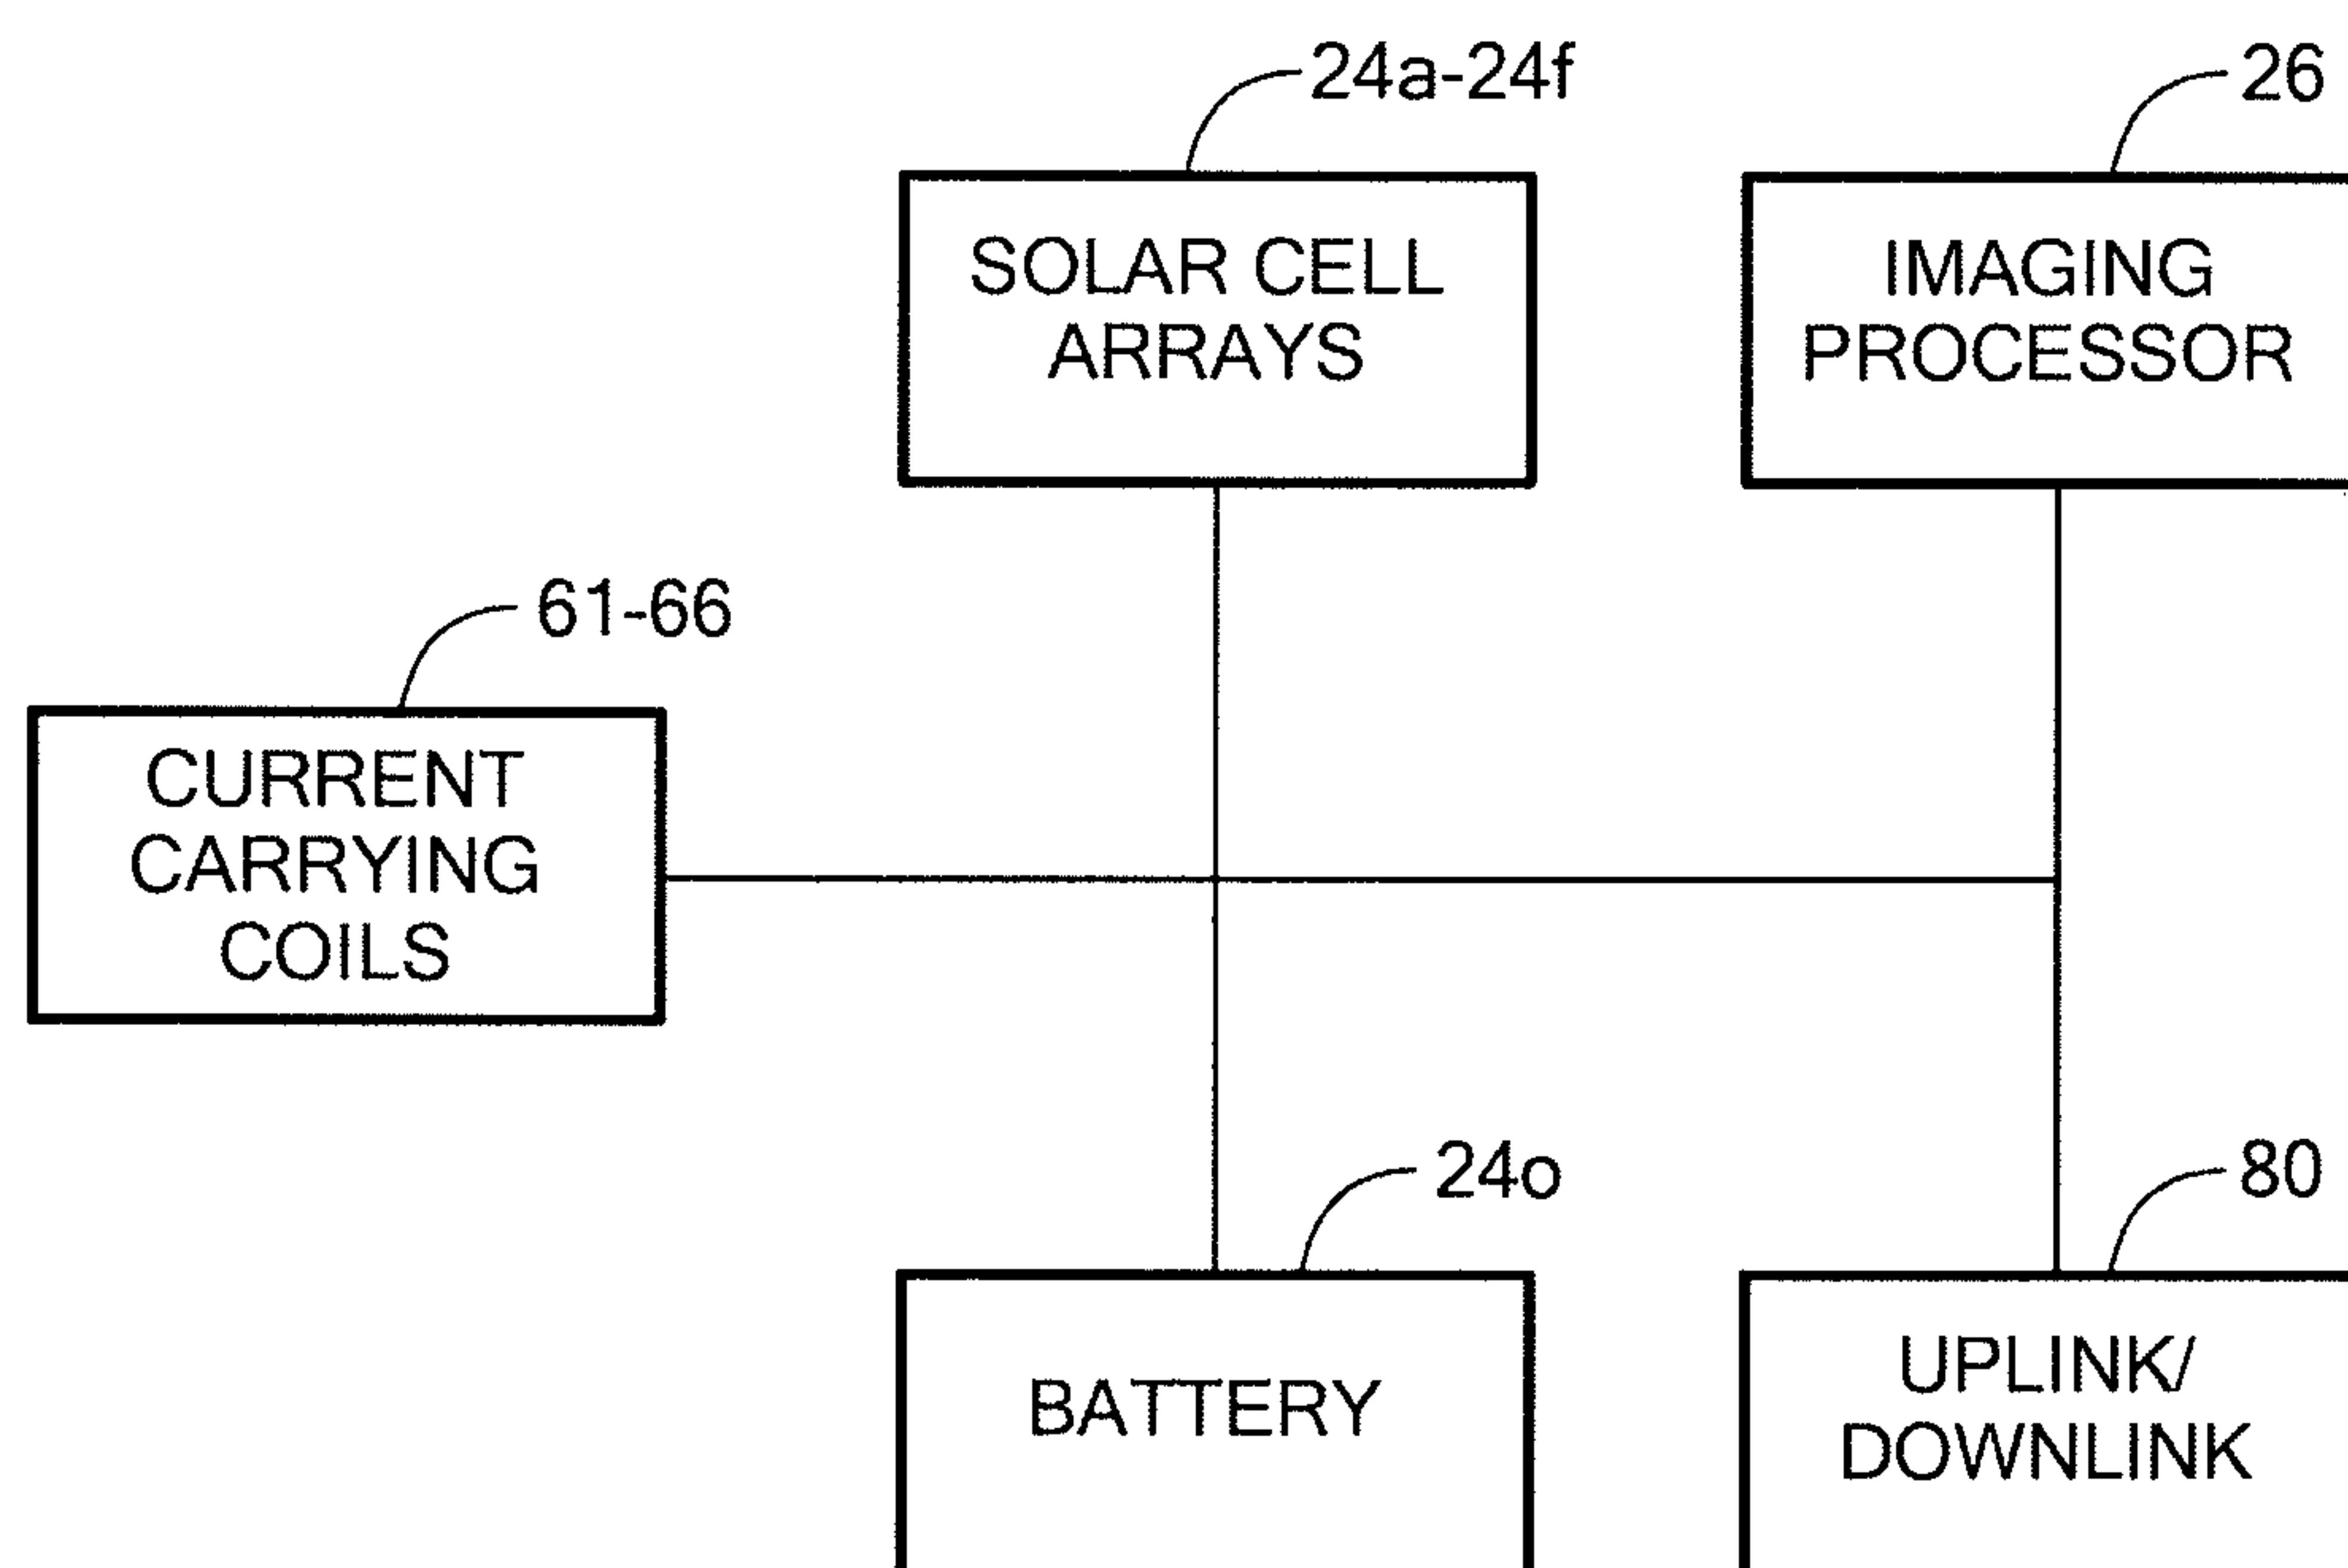 24a-24f
26
SOLAR CELL
ARRAYS
IMAGING
PROCESSOR
61-66
CURRENT
CARRYING
COILS
24o
80
BATTERY
UPLINK/
DOWNLINK